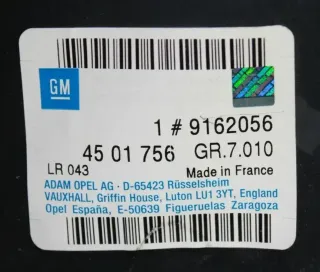 GM
1 # 9162056
45 01 756 GR.7.010
LR 043 Made in France
ADAM OPEL AG · D-65423 Rüsselsheim
VAUXHALL, Griffin House, Luton LU1 3YT, England
Opel España, E-50639 Figueruelas Zaragoza